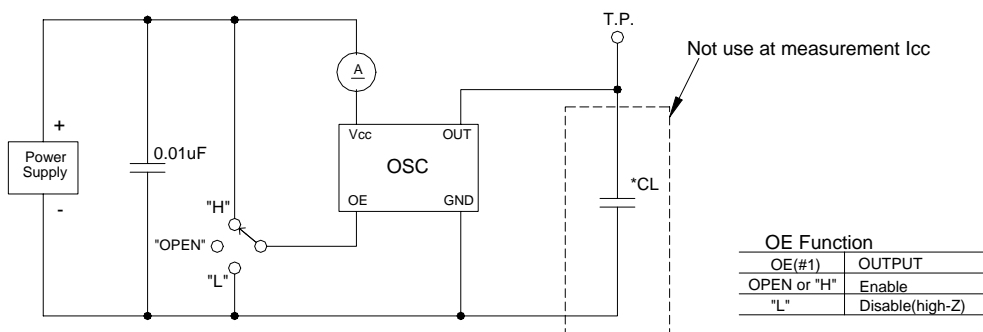 T.P.
Not use at measurement Icc
A
+
Power
Supply
-
0.01uF
Vcc
OUT
OSC
OE
GND
"H"
"OPEN"
"L"
*CL
OE Function
OE(#1) OUTPUT
OPEN or "H" Enable
"L" Disable(high-Z)